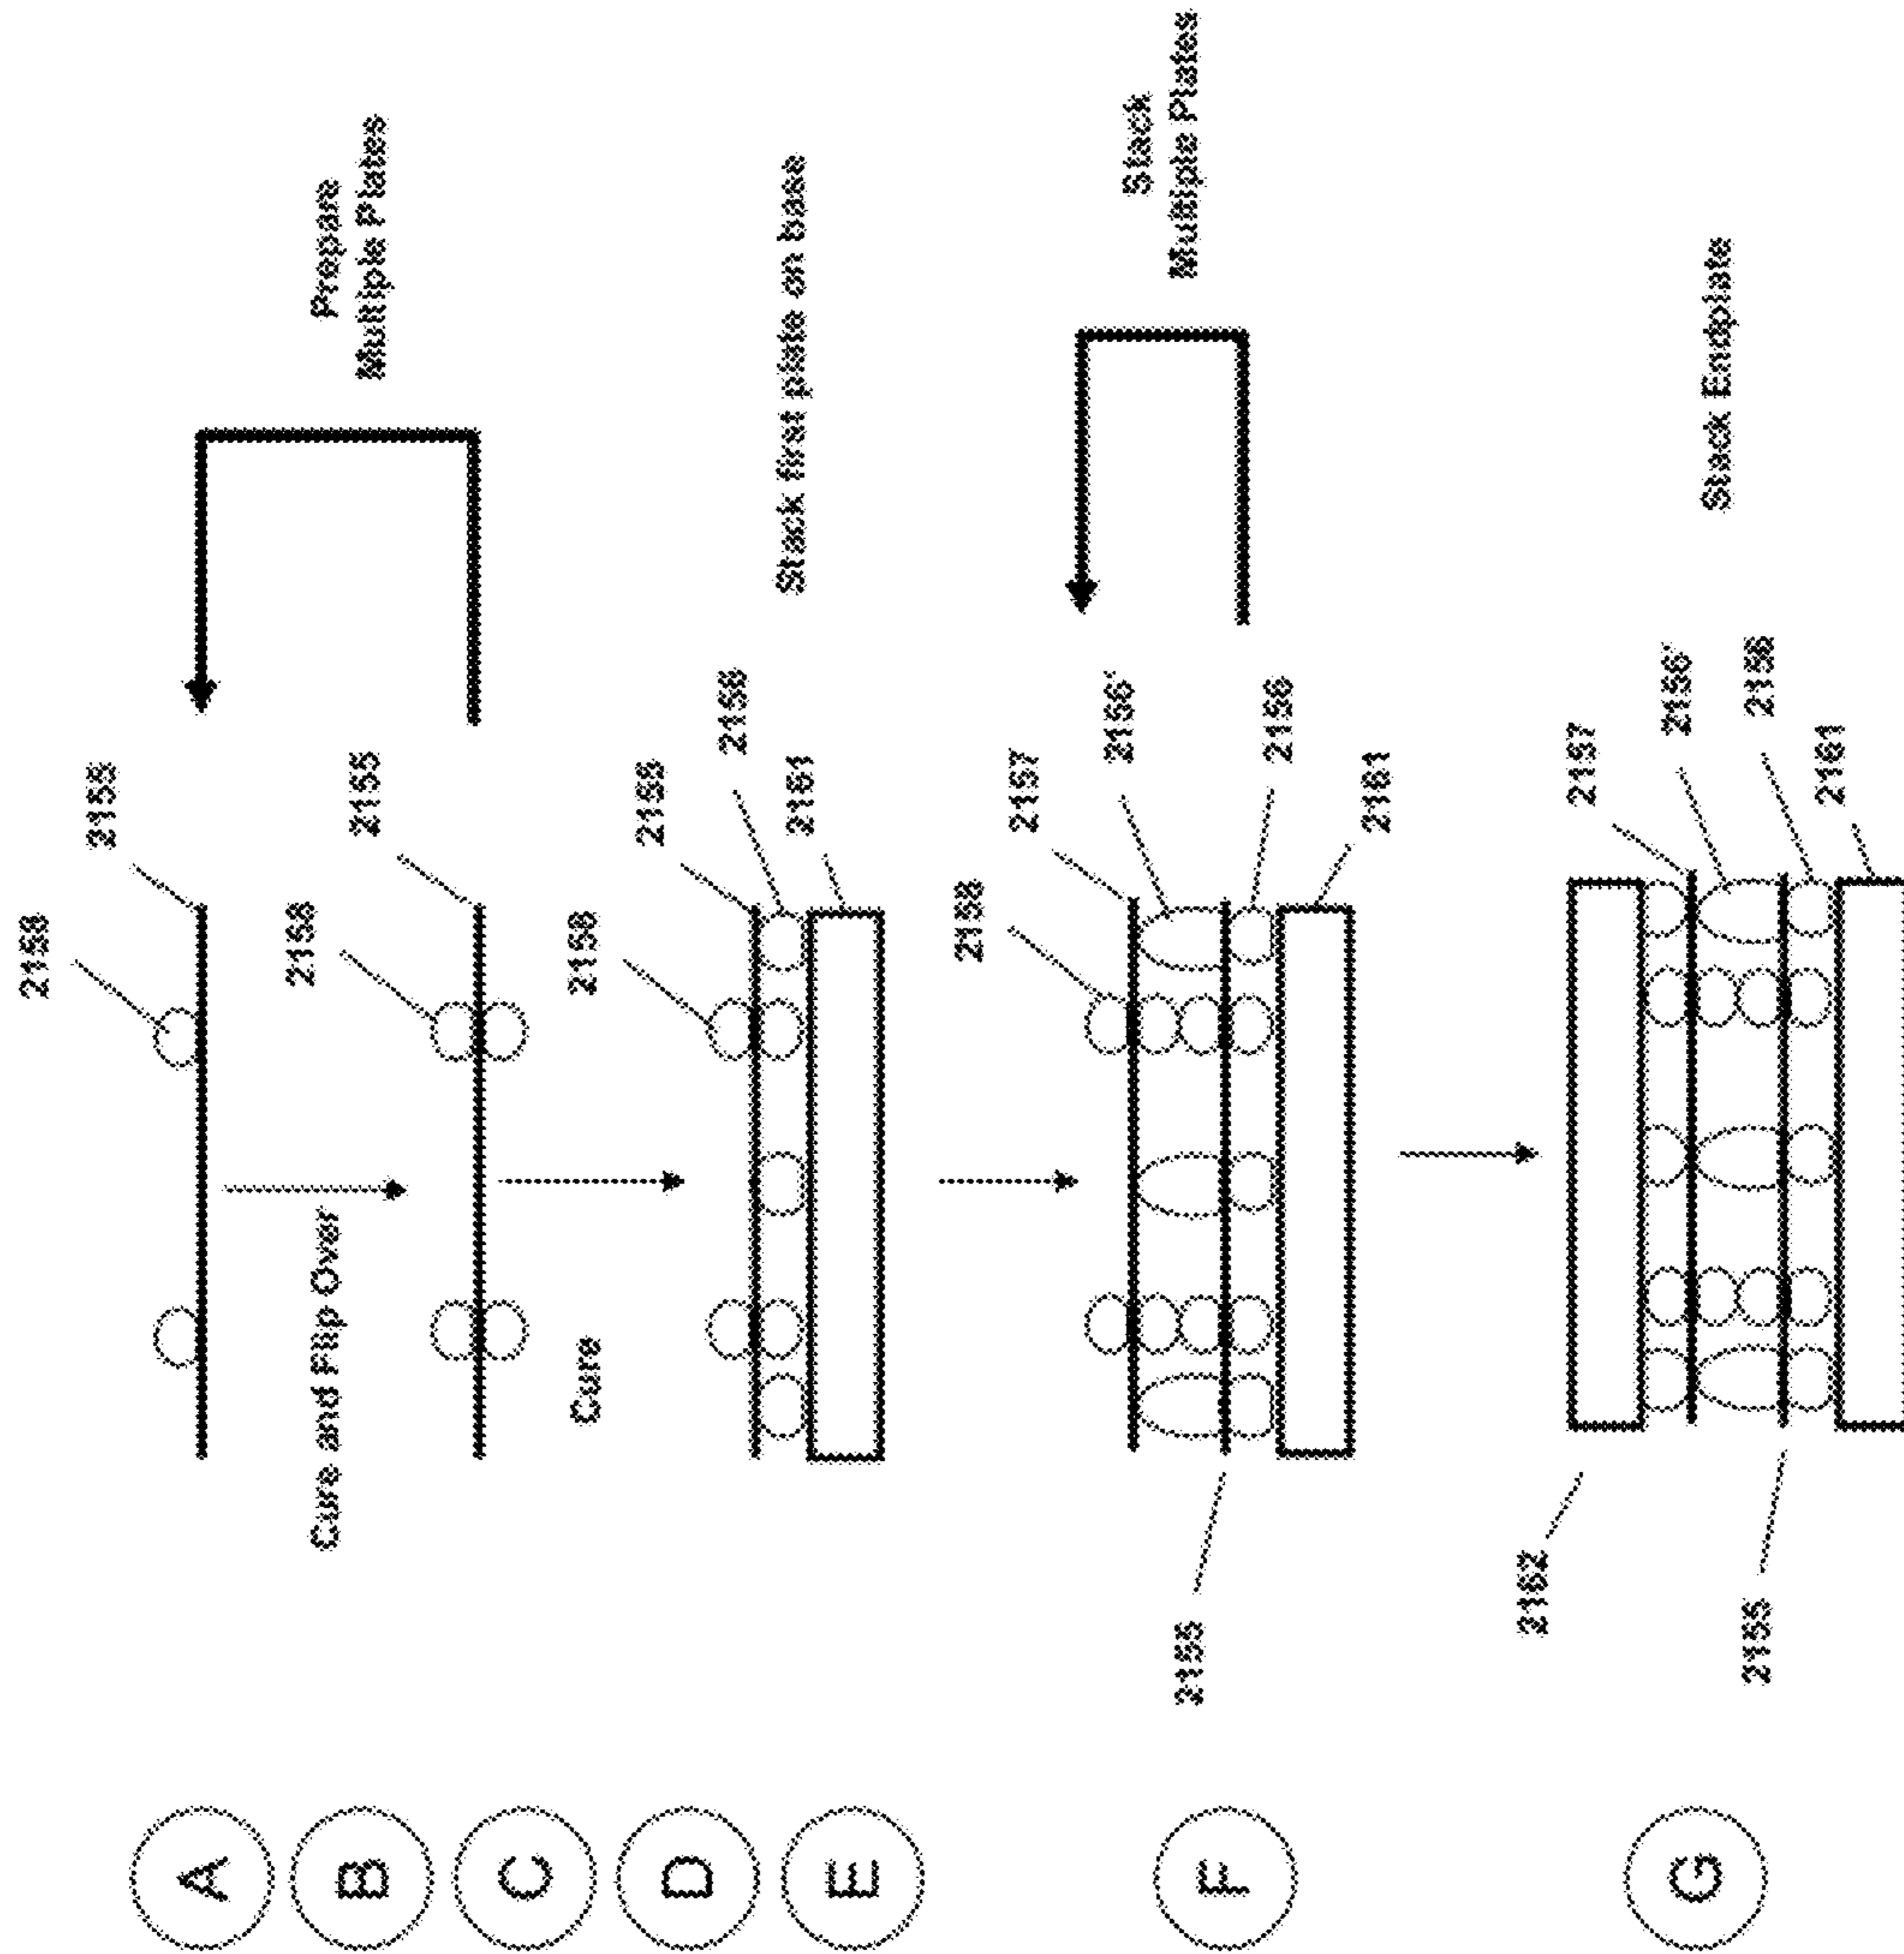 2158
2155
A
2158
Cure and Flip Over
Prepare
Multiple Plates
2155
B
C
2158
Cure
2155
D
2156
Stack first plate on base
2161
E
2158
2157
2156'
Stack
Multiple Plates
2155
F
2156
2161
2162
2157
2156'
G
Stack Endplate
2155
2156
2161